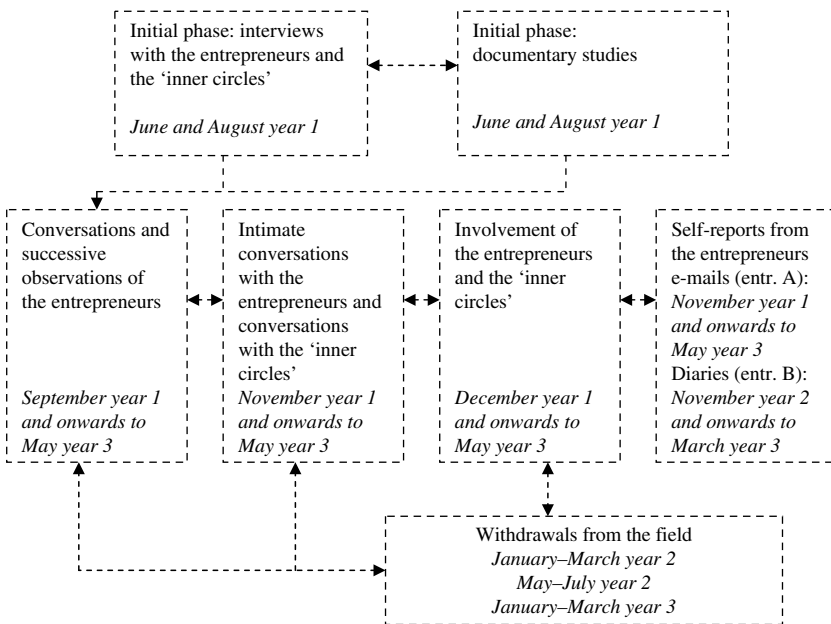 Initial phase: interviews
with the entrepreneurs and
the ‘inner circles’
June and August year 1
Initial phase:
documentary studies
June and August year 1
Conversations and
successive
observations of
the entrepreneurs
September year 1
and onwards to
May year 3
Intimate
conversations
with the
entrepreneurs and
conversations
with the ‘inner
circles’
November year 1
and onwards to
May year 3
Involvement of
the entrepreneurs
and the ‘inner
circles’
December year 1
and onwards to
May year 3
Self-reports from
the entrepreneurs
e-mails (entr. A):
November year 1
and onwards to
May year 3
Diaries (entr. B):
November year 2
and onwards to
March year 3
Withdrawals from the field
January–March year 2
May–July year 2
January–March year 3